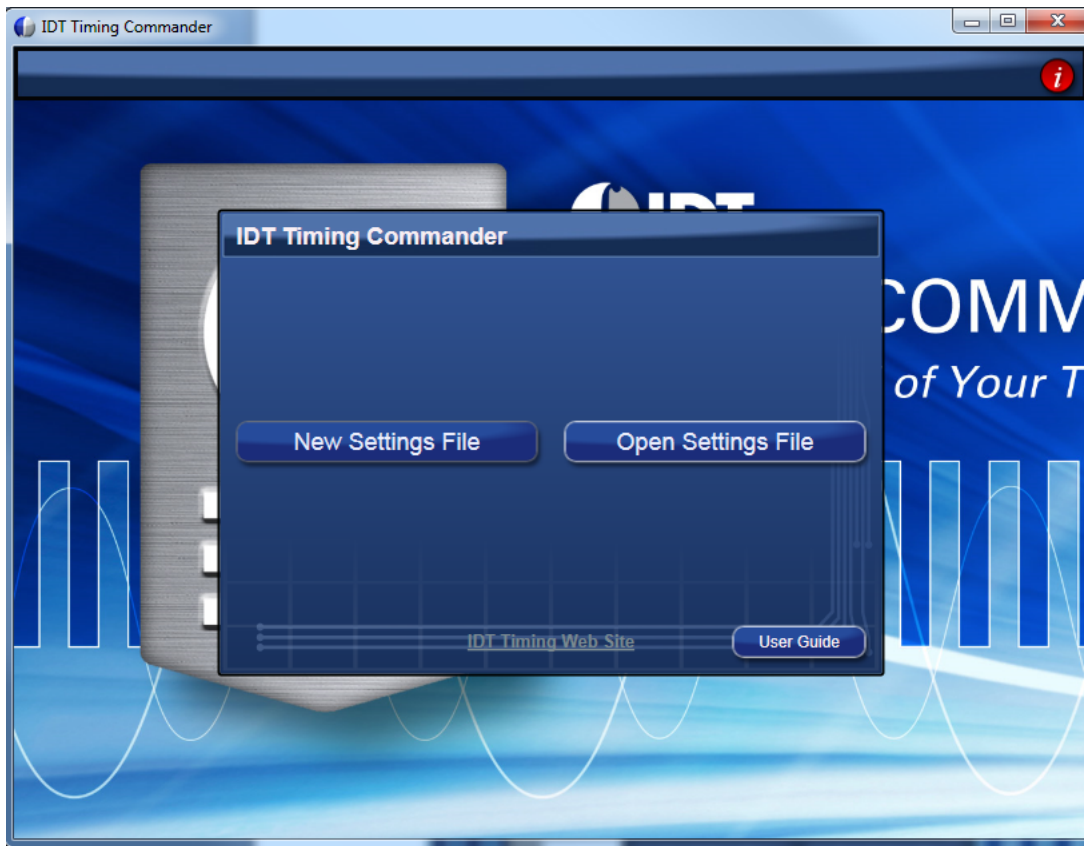 IDT Timing Commander
i
IDT
IDT Timing Commander
COMM
of Your T
New Settings File
Open Settings File
IDT Timing Web Site
User Guide